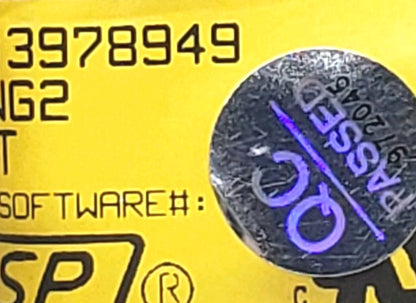 3978949
NG2
T
SOFTWARE#:
SP ®
C
QC
PASSED